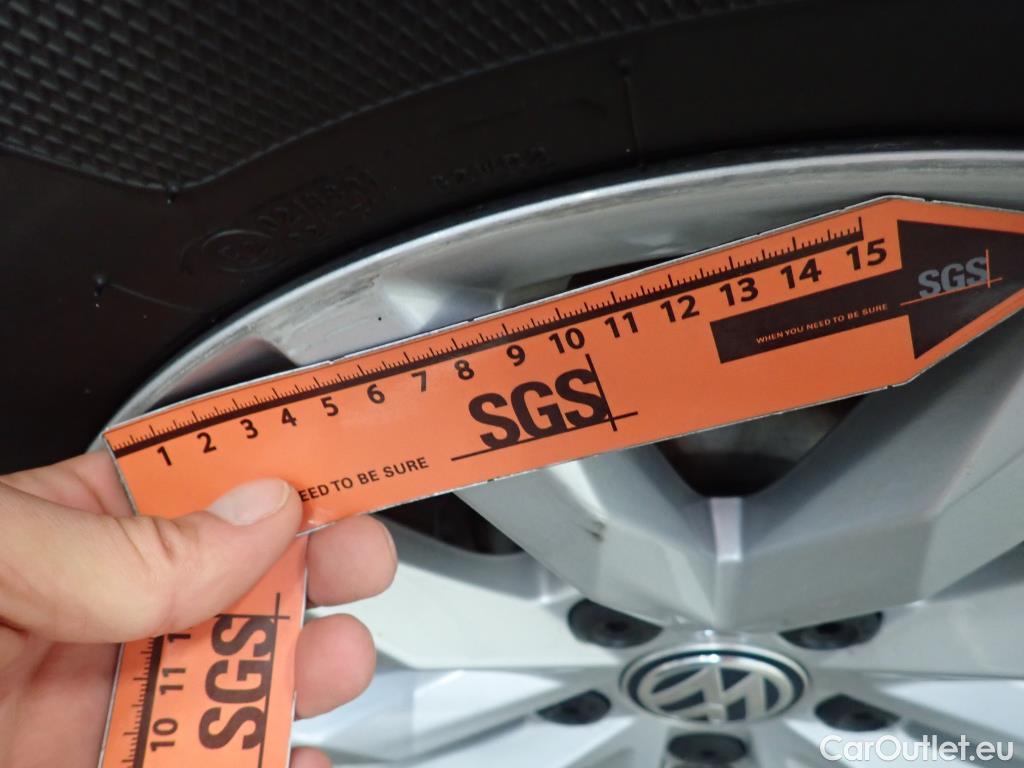 1 2 3 4 5 6 7 8 9 10 11 12 13 14 15
SGS
WHEN YOU NEED TO BE SURE
SGS
EED TO BE SURE
10 11 1
SGS
CarOutlet.eu